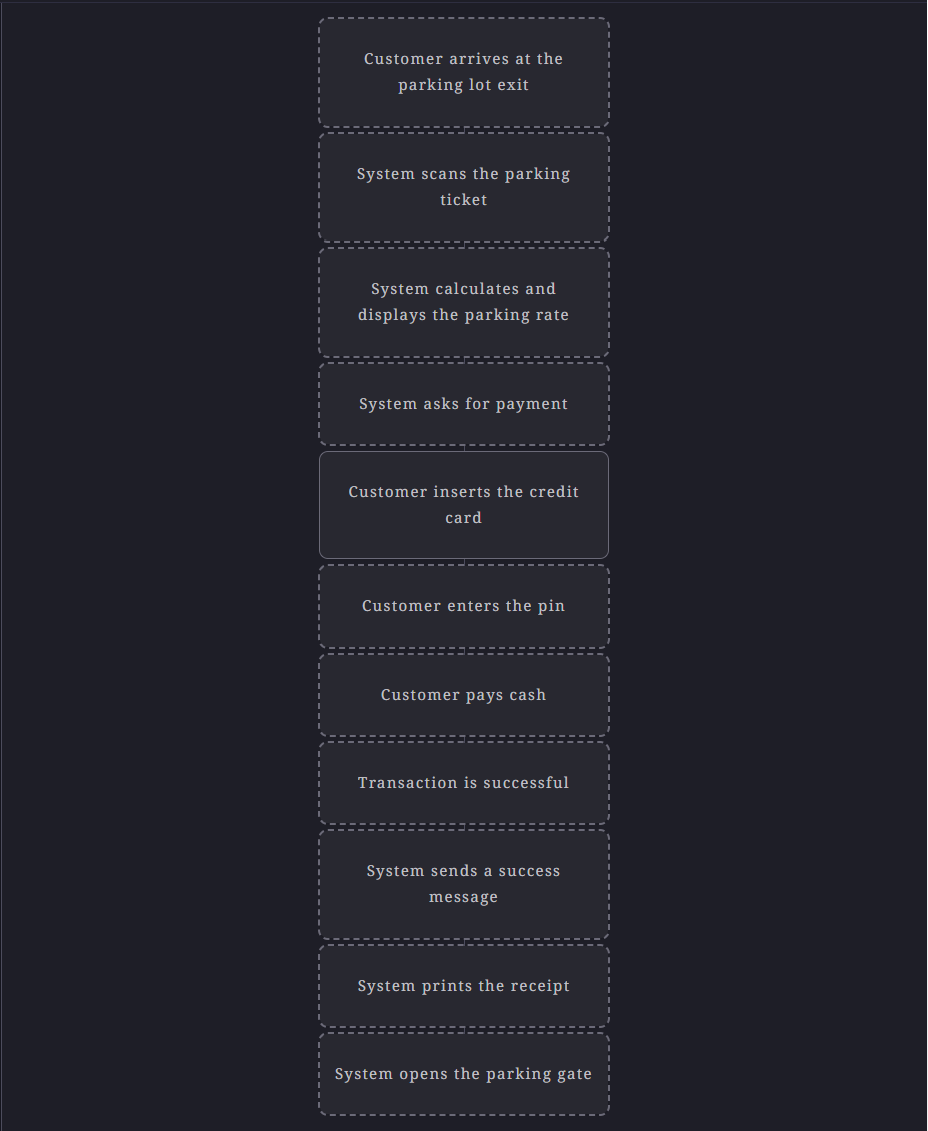 Customer arrives at the
parking lot exit
System scans the parking
ticket
System calculates and
displays the parking rate
System asks for payment
Customer inserts the credit
card
Customer enters the pin
Customer pays cash
Transaction is successful
System sends a success
message
System prints the receipt
System opens the parking gate